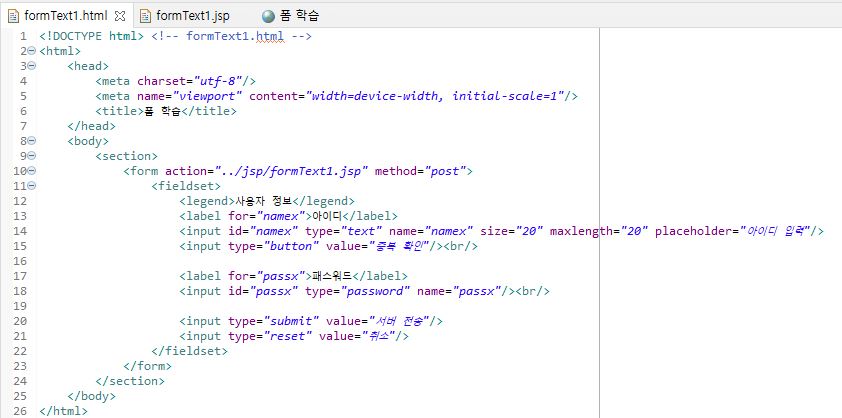 formText1.html formText1.jsp 폼 학습
1 <!DOCTYPE html> <!-- formText1.html -->
2 <html>
3 <head>
4 <meta charset="utf-8"/>
5 <meta name="viewport" content="width=device-width, initial-scale=1"/>
6 <title>폼 학습</title>
7 </head>
8 <body>
9 <section>
10 <form action="../jsp/formText1.jsp" method="post">
11 <fieldset>
12 <legend>사용자 정보</legend>
13 <label for="namex">아이디</label>
14 <input id="namex" type="text" name="namex" size="20" maxlength="20" placeholder="아이디 입력"/>
15 <input type="button" value="중복 확인"/><br/>
16
17 <label for="passx">패스워드</label>
18 <input id="passx" type="password" name="passx"/><br/>
19
20 <input type="submit" value="서버 전송"/>
21 <input type="reset" value="취소"/>
22 </fieldset>
23 </form>
24 </section>
25 </body>
26 </html>